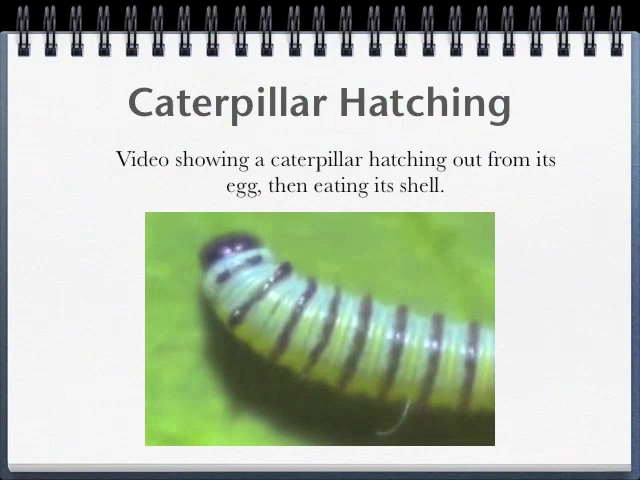 Caterpillar Hatching
Video showing a caterpillar hatching out from its
egg, then eating its shell.